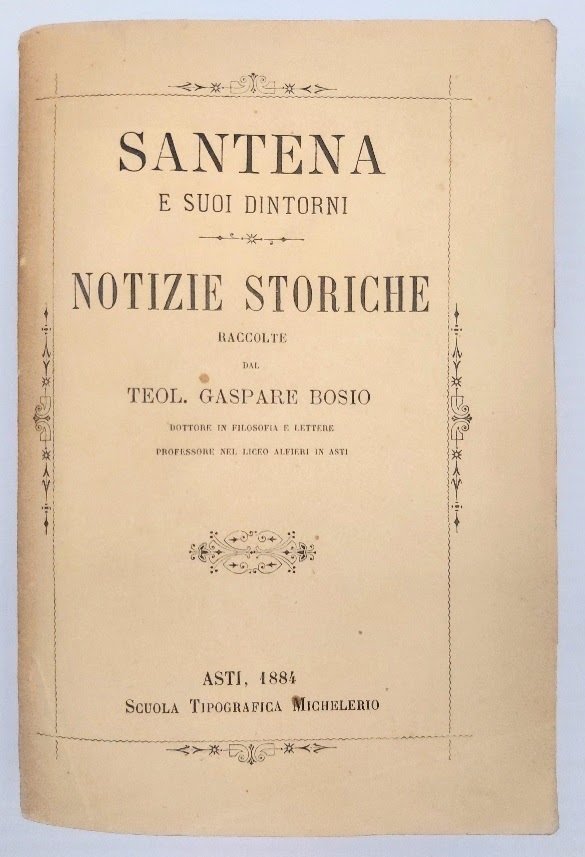 SANTENA
E SUOI DINTORNI
NOTIZIE STORICHE
RACCOLTE
DAL
TEOL. GASPARE BOSIO
DOTTORE IN FILOSOFIA E LETTERE
PROFESSORE NEL LICEO ALFIERI IN ASTI
ASTI, 1884
SCUOLA TIPOGRAFICA MICHELERIO